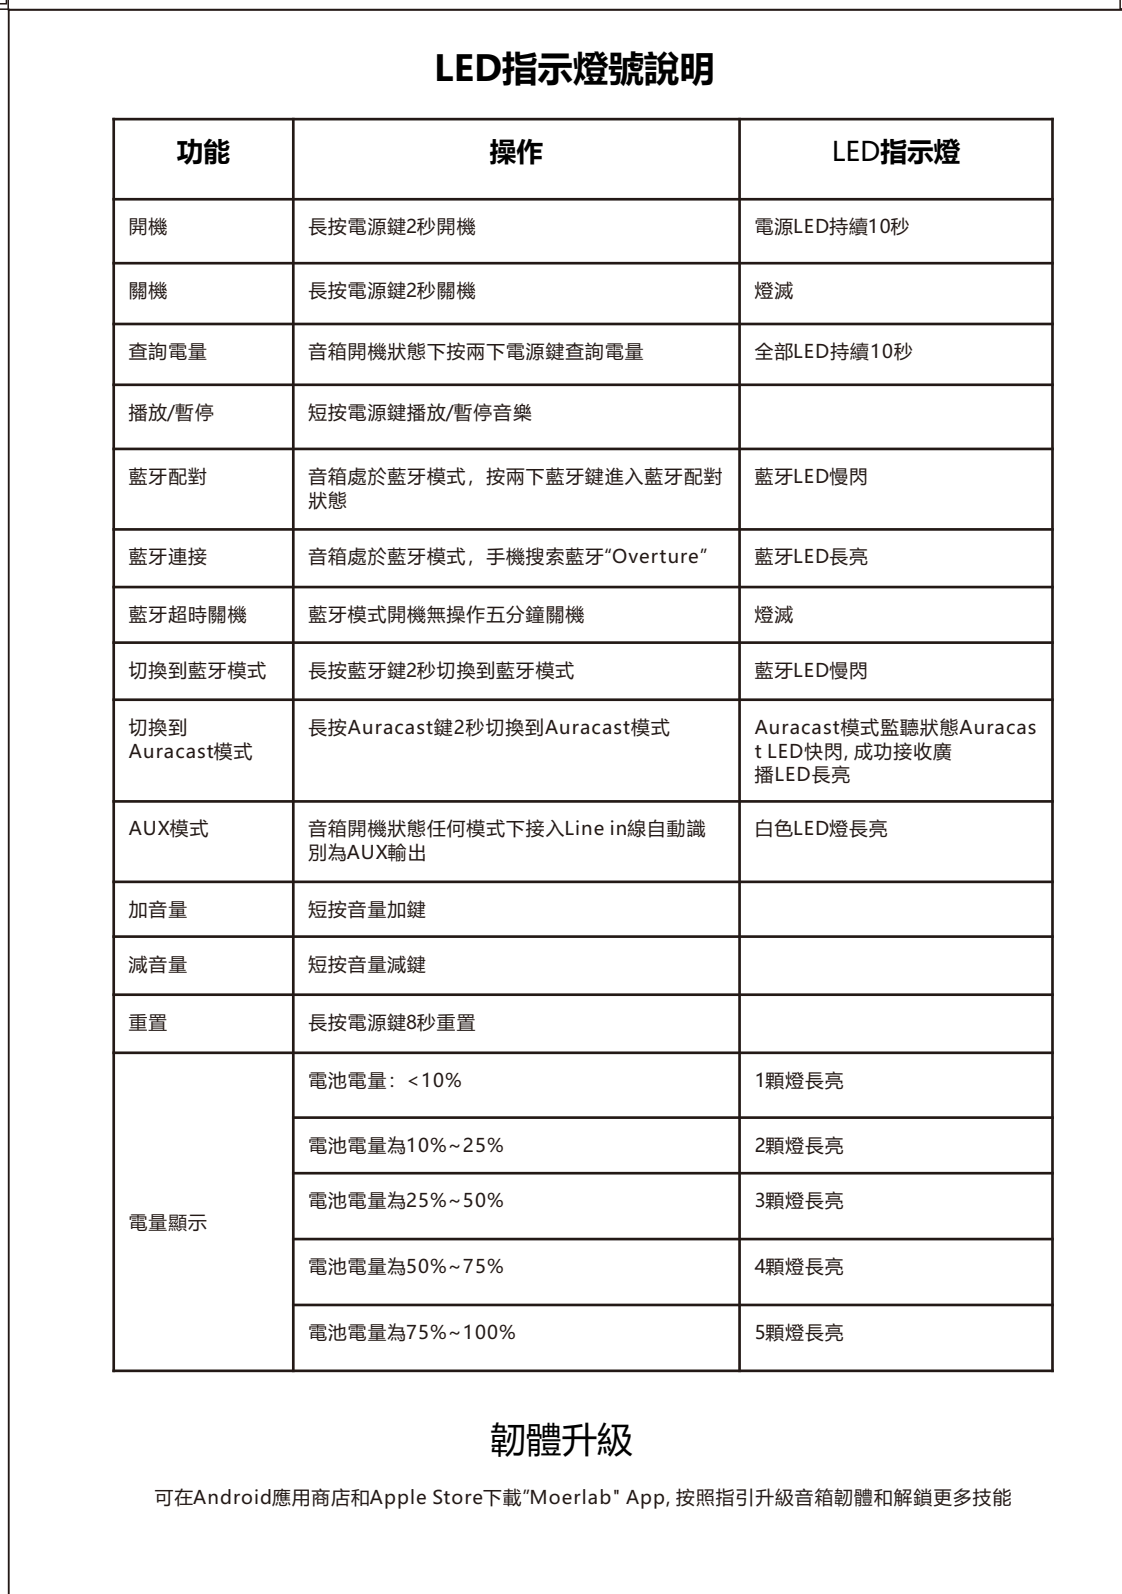 LED指示燈號說明
功能 操作 LED指示燈
開機 長按電源鍵2秒開機 電源LED持續10秒
關機 長按電源鍵2秒關機 燈滅
查詢電量 音箱開機狀態下按兩下電源鍵查詢電量 全部LED持續10秒
播放/暫停 短按電源鍵播放/暫停音樂
藍牙配對 音箱處於藍牙模式，按兩下藍牙鍵進入藍牙配對 藍牙LED慢閃
狀態
藍牙連接 音箱處於藍牙模式，手機搜索藍牙“Overture” 藍牙LED長亮
藍牙超時關機 藍牙模式開機無操作五分鐘關機 燈滅
切換到藍牙模式 長按藍牙鍵2秒切換到藍牙模式 藍牙LED慢閃
切換到 長按Auracast鍵2秒切換到Auracast模式 Auracast模式監聽狀態Auracas
Auracast模式 t LED快閃, 成功接收廣
播LED長亮
AUX模式 音箱開機狀態任何模式下接入Line in線自動識 白色LED燈長亮
別為AUX輸出
加音量 短按音量加鍵
減音量 短按音量減鍵
重置 長按電源鍵8秒重置
電量顯示
電池電量：<10% 1顆燈長亮
電池電量為10%~25% 2顆燈長亮
電池電量為25%~50% 3顆燈長亮
電池電量為50%~75% 4顆燈長亮
電池電量為75%~100% 5顆燈長亮
韌體升級
可在Android應用商店和Apple Store下載"Moerlab" App, 按照指引升級音箱韌體和解鎖更多技能